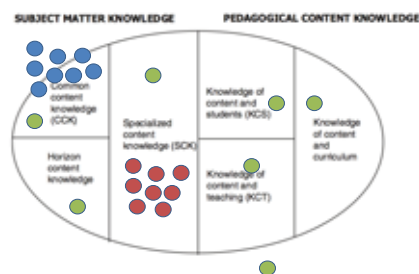 SUBJECT MATTER KNOWLEDGE
PEDAGOGICAL CONTENT KNOWLEDGE
Common
content
knowledge
(CCK)
Horizon
content
knowledge
Specialized
content
knowledge (SCK)
Knowledge of
content and
students (KCS)
Knowledge of
content and
teaching (KCT)
Knowledge
of content
and
curriculum